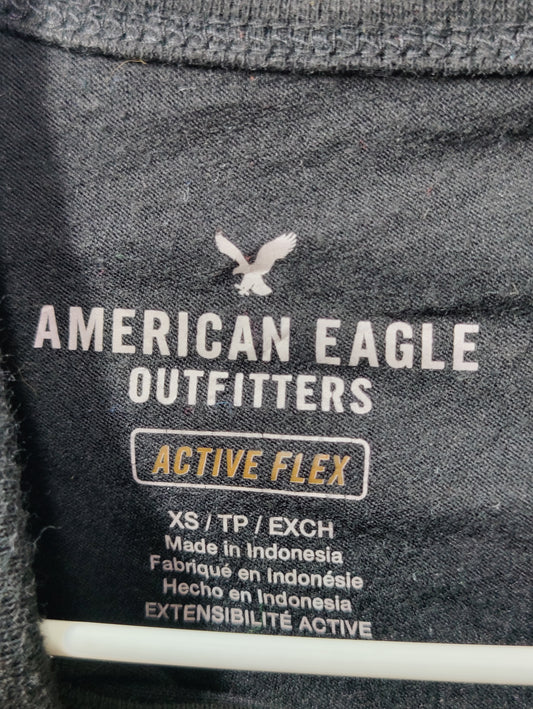 AMERICAN EAGLE
OUTFITTERS
ACTIVE FLEX
XS / TP / EXCH
Made in Indonesia
Fabriqué en Indonésie
Hecho en Indonesia
EXTENSIBILITÉ ACTIVE